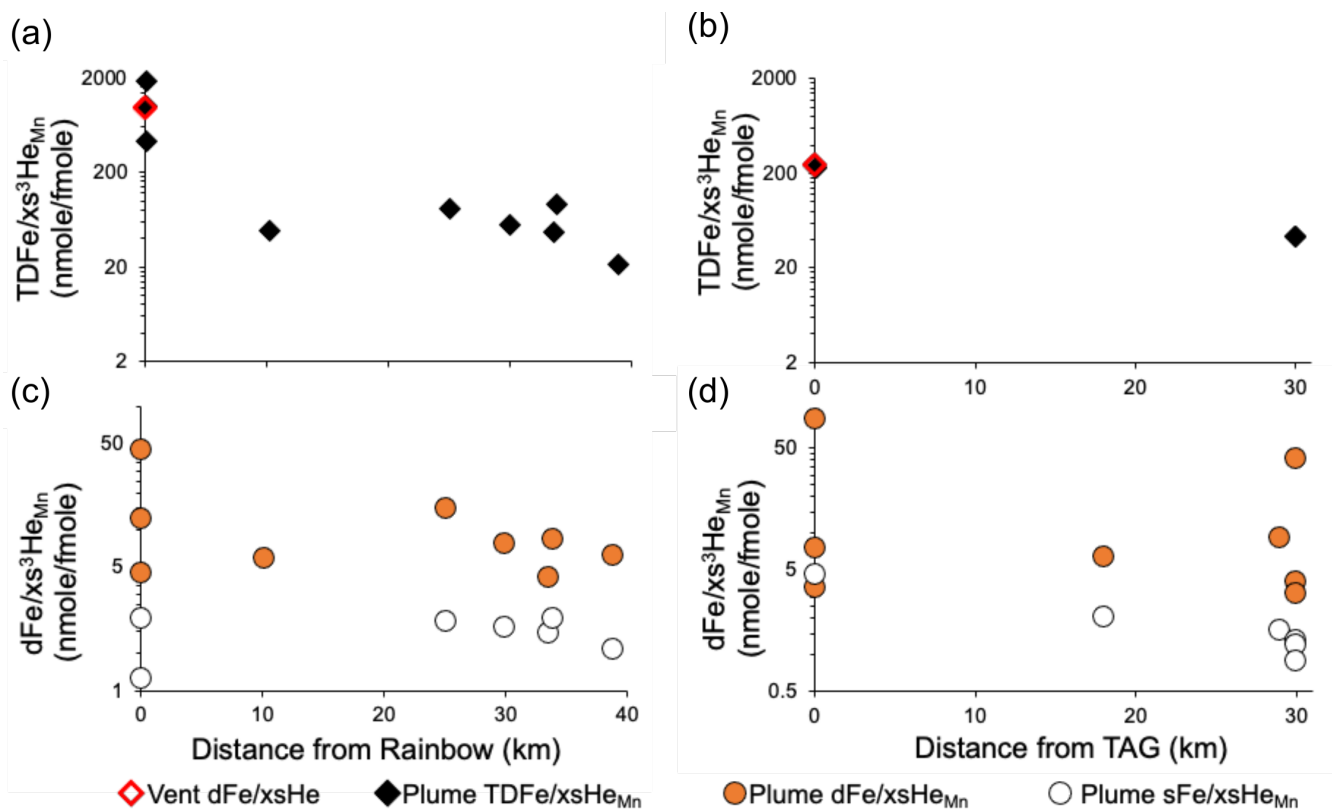 (a)
2000
200
20
2
TDFe/xs³He_Mn
(nmole/fmole)
(b)
2000
200
20
2
TDFe/xs³He_Mn
(nmole/fmole)
0 10 20 30
(c)
50
5
1
dFe/xs³He_Mn
(nmole/fmole)
0 10 20 30 40
Distance from Rainbow (km)
(d)
50
5
0.5
dFe/xs³He_Mn
(nmole/fmole)
0 10 20 30
Distance from TAG (km)
Vent dFe/xsHe Plume TDFe/xsHe_Mn Plume dFe/xsHe_Mn Plume sFe/xsHe_Mn